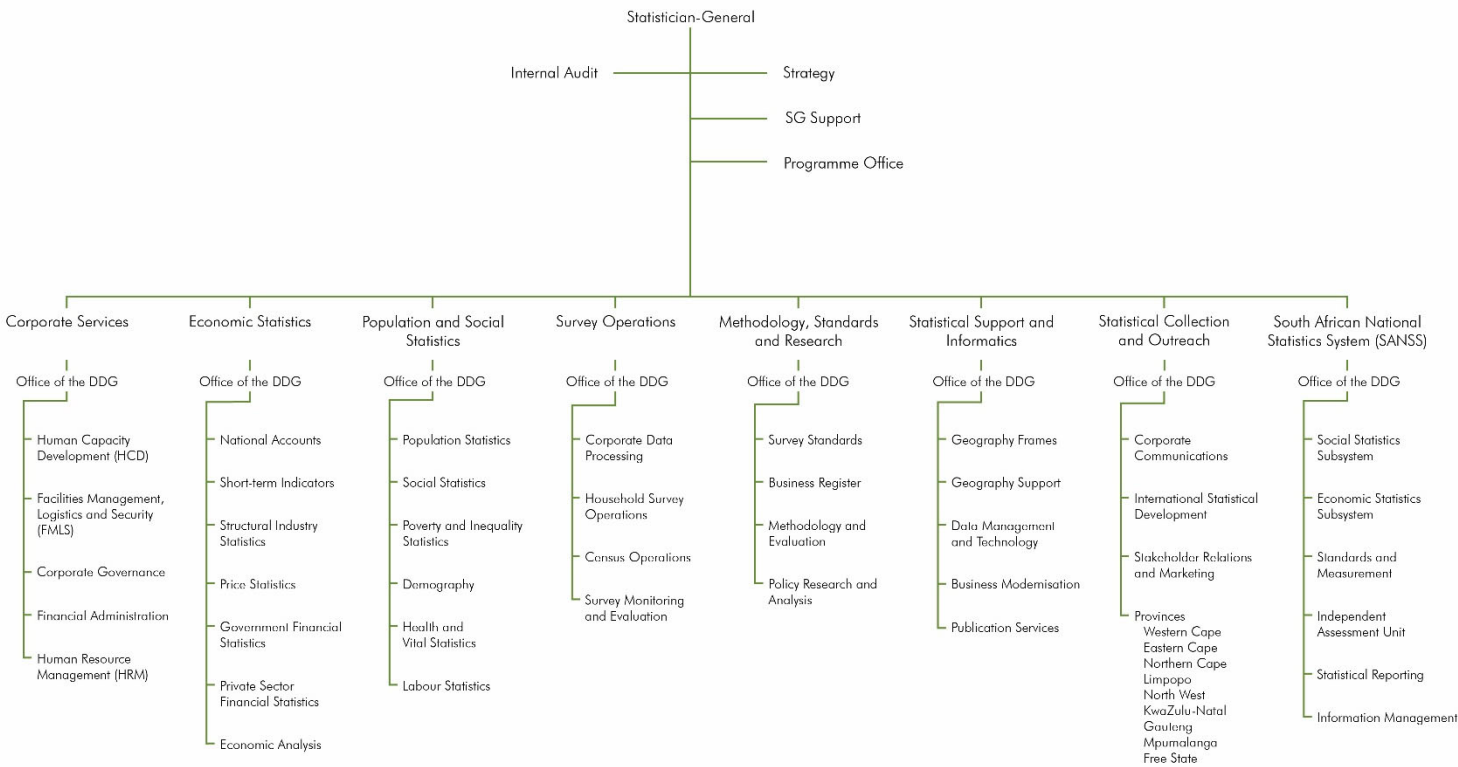 Statistician-General
Internal Audit
Strategy
SG Support
Programme Office
Corporate Services
Office of the DDG
Human Capacity
Development (HCD)
Facilities Management,
Logistics and Security
(FMLS)
Corporate Governance
Financial Administration
Human Resource
Management (HRM)
Economic Statistics
Office of the DDG
National Accounts
Short-term Indicators
Structural Industry
Statistics
Price Statistics
Government Financial
Statistics
Private Sector
Financial Statistics
Economic Analysis
Population and Social
Statistics
Office of the DDG
Population Statistics
Social Statistics
Poverty and Inequality
Statistics
Demography
Health and
Vital Statistics
Labour Statistics
Survey Operations
Office of the DDG
Corporate Data
Processing
Household Survey
Operations
Census Operations
Survey Monitoring
and Evaluation
Methodology, Standards
and Research
Office of the DDG
Survey Standards
Business Register
Methodology and
Evaluation
Policy Research and
Analysis
Statistical Support and
Informatics
Office of the DDG
Geography Frames
Geography Support
Data Management
and Technology
Business Modernisation
Publication Services
Statistical Collection
and Outreach
Office of the DDG
Corporate
Communications
International Statistical
Development
Stakeholder Relations
and Marketing
Provinces
Western Cape
Eastern Cape
Northern Cape
Limpopo
North West
KwaZulu-Natal
Gauteng
Mpumalanga
Free State
South African National
Statistics System (SANSS)
Office of the DDG
Social Statistics
Subsystem
Economic Statistics
Subsystem
Standards and
Measurement
Independent
Assessment Unit
Statistical Reporting
Information Management